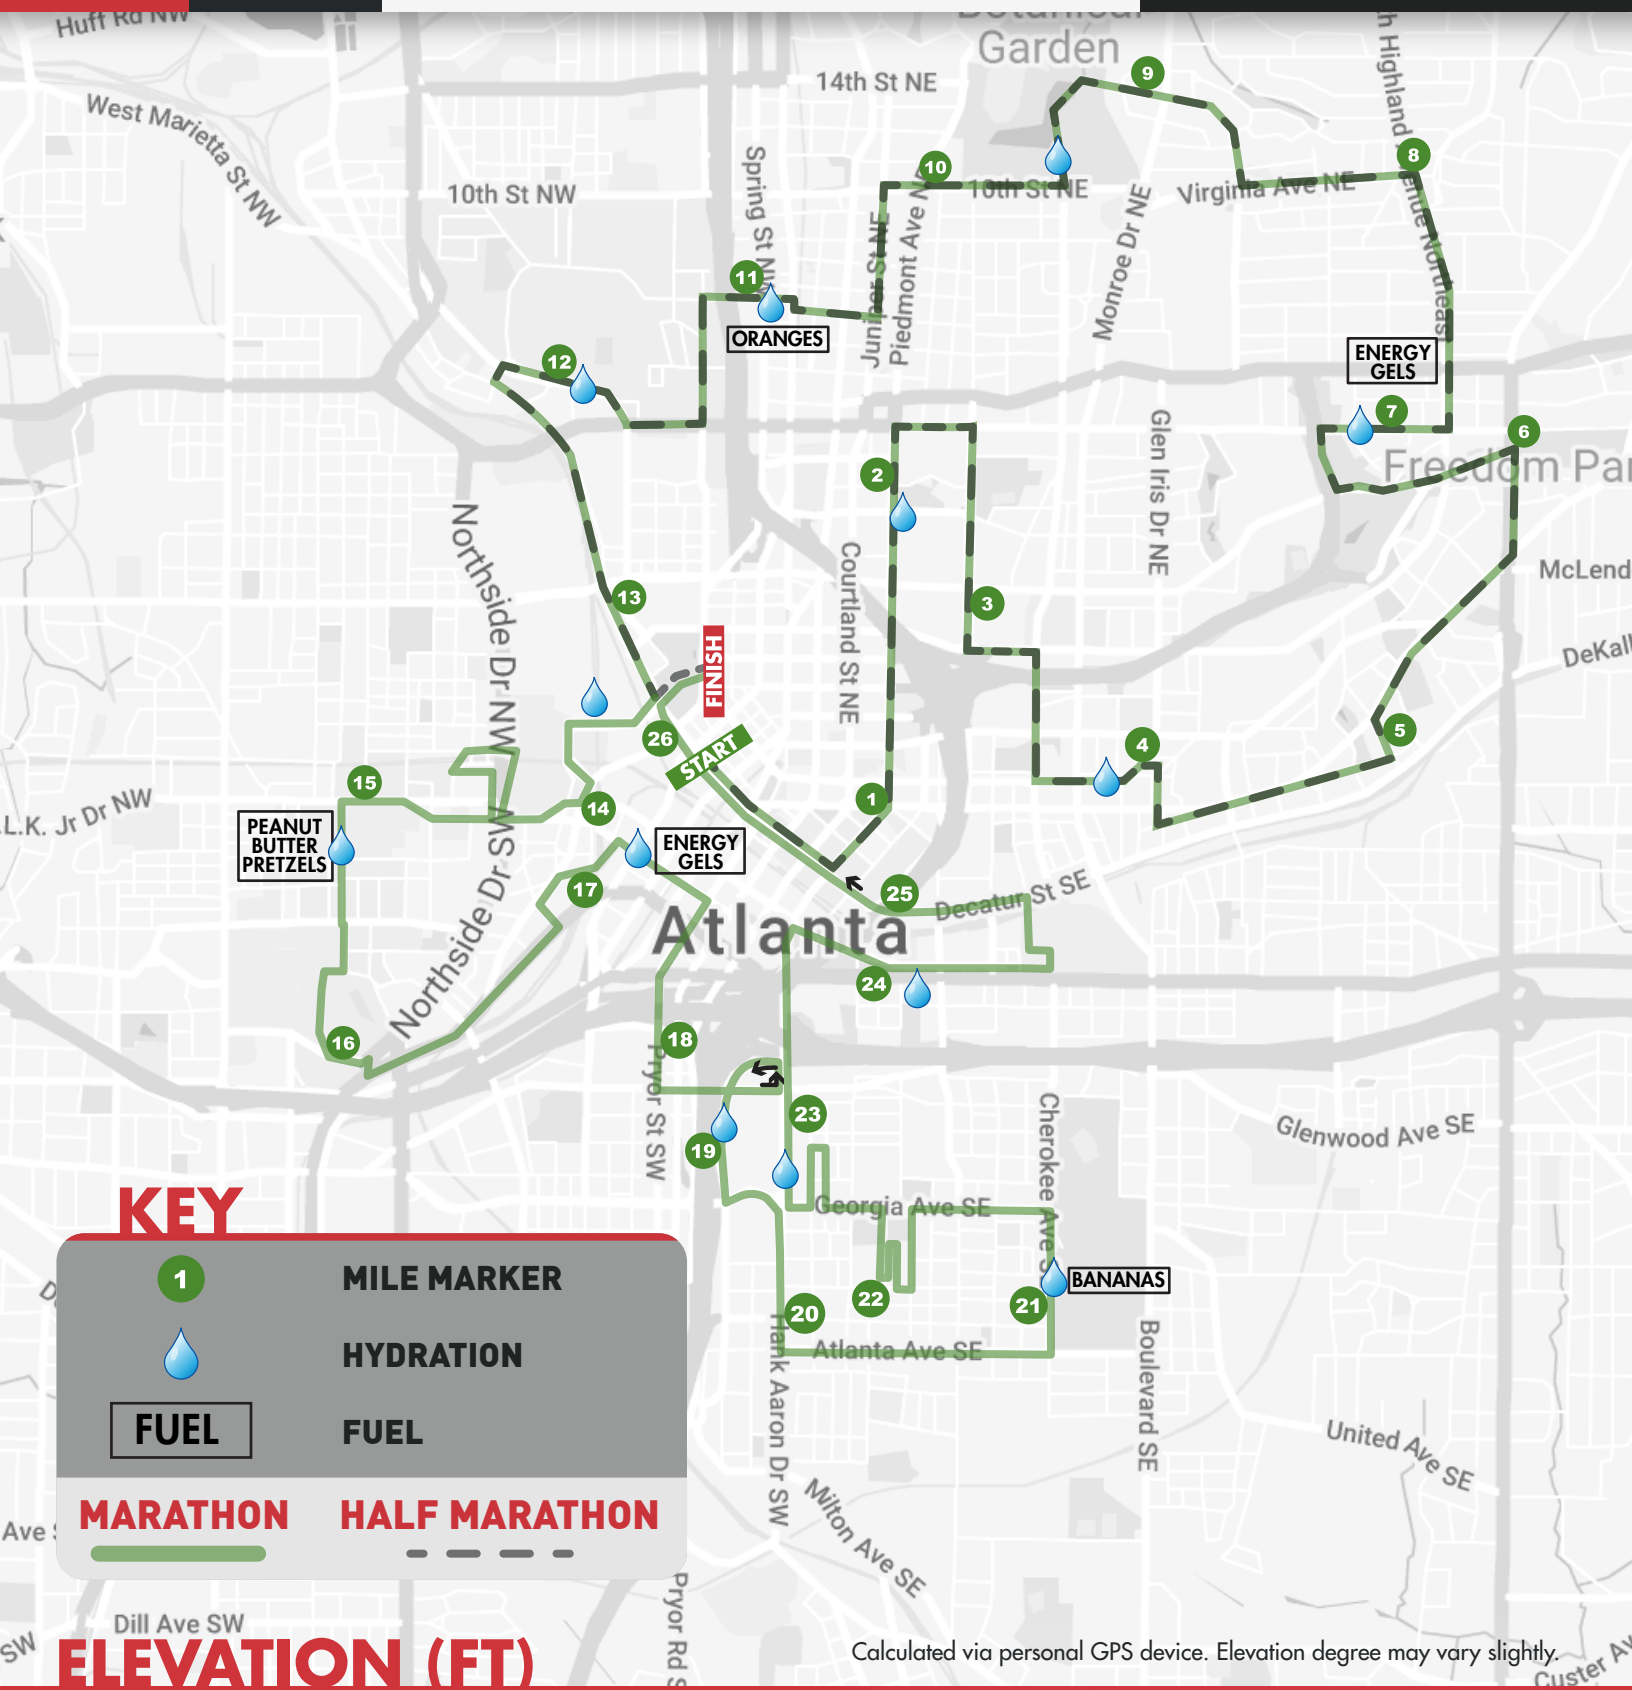 Huff Rd NW
Botanical
Garden
14th St NE
9
West Marietta St NW
10th St NW
Spring St NW
10
10th St NE
Juniper St NE
Piedmont Ave NE
Monroe Dr NE
Virginia Ave NE
8
Highland Avenue Northeast
11
ORANGES
12
ENERGY
GELS
7
6
Freedom Par
2
Glen Iris Dr NE
Courtland St NE
Northside Dr NW
McLend
3
13
DeKalb
FINISH
START
26
4
5
15
14
1
L.K. Jr Dr NW
PEANUT
BUTTER
PRETZELS
ENERGY
GELS
17
25
Decatur St SE
Northside Dr SW
Atlanta
24
16
18
Pryor St SW
23
19
Cherokee Ave SE
Glenwood Ave SE
Georgia Ave SE
22
21
BANANAS
20
Hank Aaron Dr SW
Atlanta Ave SE
Boulevard SE
United Ave SE
Milton Ave SE
KEY
1 MILE MARKER
HYDRATION
FUEL FUEL
MARATHON HALF MARATHON
Ave S
Dill Ave SW
SW
Pryor Rd S
ELEVATION (FT)
Calculated via personal GPS device. Elevation degree may vary slightly.
Custer Av